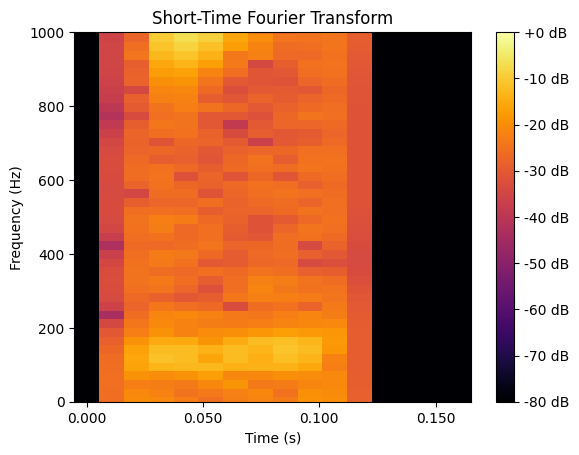 Short-Time Fourier Transform
1000
800
600
400
200
0
Frequency (Hz)
0.000
0.050
0.100
0.150
Time (s)
+0 dB
-10 dB
-20 dB
-30 dB
-40 dB
-50 dB
-60 dB
-70 dB
-80 dB